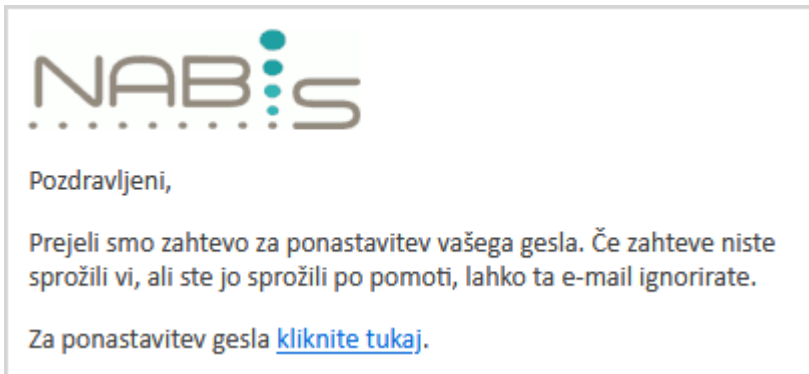 NABiS
Pozdravljeni,
Prejeli smo zahtevo za ponastavitev vašega gesla. Če zahteve niste
sprožili vi, ali ste jo sprožili po pomoti, lahko ta e-mail ignorirate.
Za ponastavitev gesla kliknite tukaj.